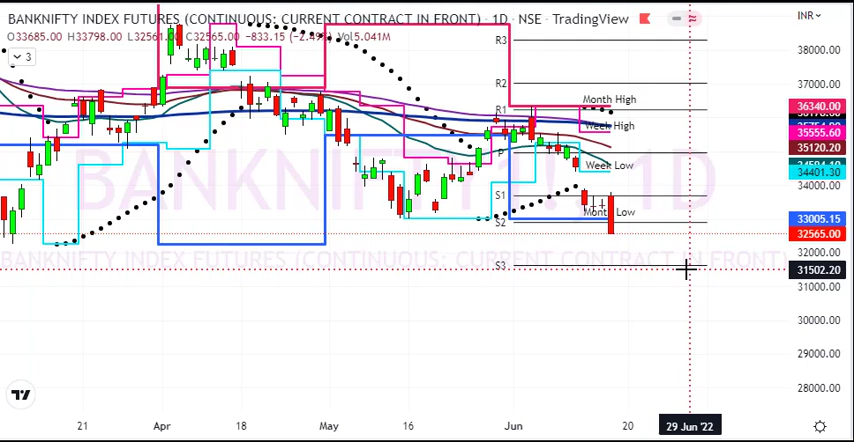 BANKNIFTY INDEX FUTURES (CONTINUOUS: CURRENT CONTRACT IN FRONT) · 1D · NSE · TradingView
INR
O33685.00 H33798.00 L32561.00 C32565.00 −833.15 (−2.49%) Vol5.041M
3
38000.00
37000.00
36340.00
35555.60
35120.20
34401.30
34000.00
33005.15
32565.00
32000.00
31502.20
31000.00
30000.00
29000.00
28000.00
R3
R2
Month High
R1
Week High
P
Week Low
S1
Month Low
S2
S3
BANKNIFTY1!, 1D
BANKNIFTY INDEX FUTURES (CONTINUOUS: CURRENT CONTRACT IN FRONT)
21 Apr 18 May 16 Jun 20 29 Jun '22